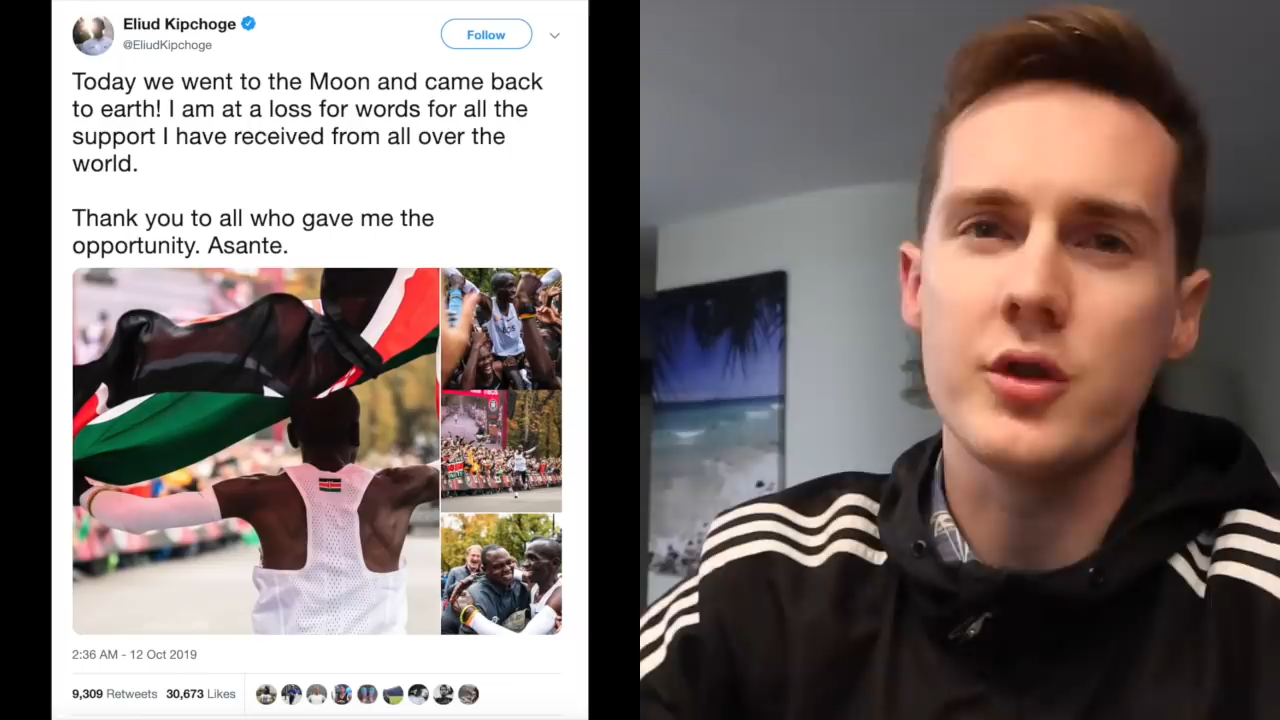 Eliud Kipchoge
@EliudKipchoge
Follow
Today we went to the Moon and came back
to earth! I am at a loss for words for all the
support I have received from all over the
world.
Thank you to all who gave me the
opportunity. Asante.
2:36 AM - 12 Oct 2019
9,309 Retweets 30,673 Likes